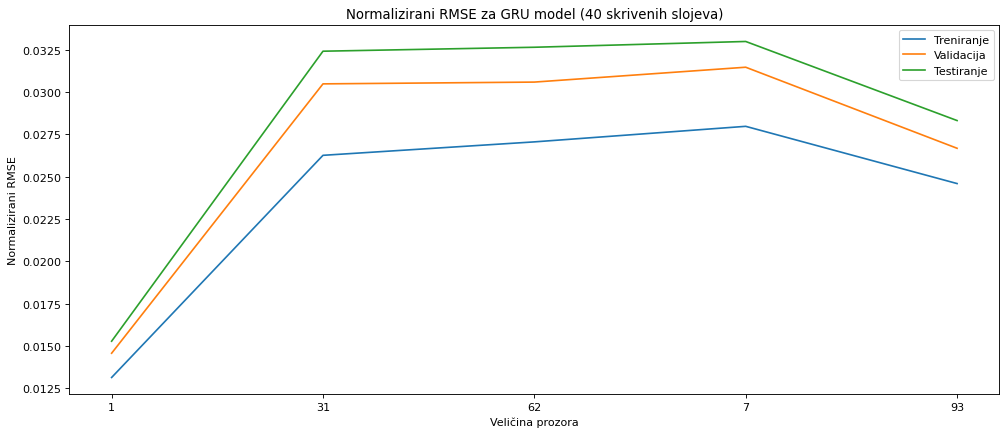 Normalizirani RMSE za GRU model (40 skrivenih slojeva)
Treniranje
Validacija
Testiranje
Normalizirani RMSE
0.0325
0.0300
0.0275
0.0250
0.0225
0.0200
0.0175
0.0150
0.0125
1 31 62 7 93
Veličina prozora